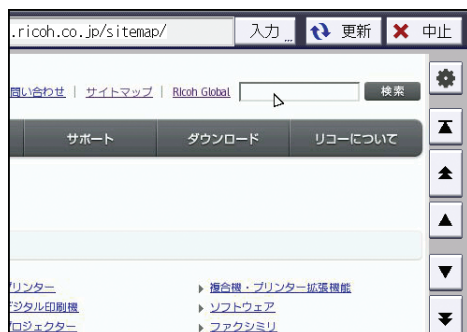 .ricoh.co.jp/sitemap/ 入力... 更新 中止
問い合わせ | サイトマップ | Ricoh Global 検索
サポート ダウンロード リコーについて
プリンター 複合機・プリンター拡張機能
デジタル印刷機 ソフトウェア
プロジェクター ファクシミリ